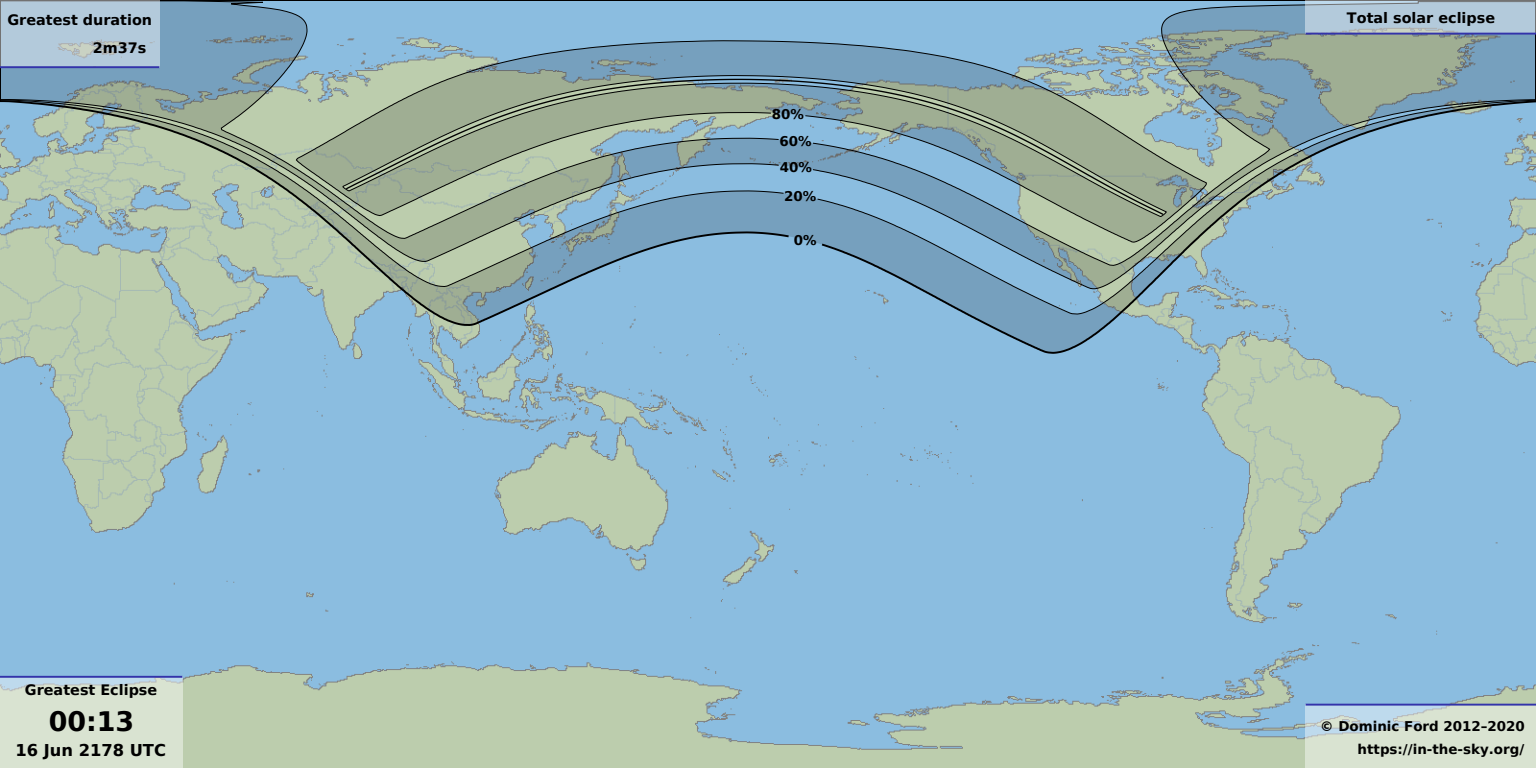 Greatest duration
2m37s
Total solar eclipse
80%
60%
40%
20%
0%
Greatest Eclipse
00:13
16 Jun 2178 UTC
© Dominic Ford 2012–2020
https://in-the-sky.org/